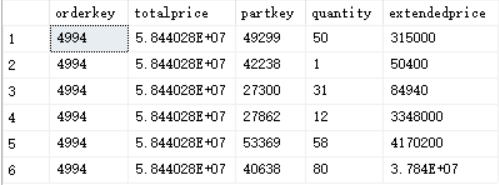 orderkey totalprice partkey quantity extendedprice
1 4994 5.844028E+07 49299 50 315000
2 4994 5.844028E+07 42238 1 50400
3 4994 5.844028E+07 27300 31 84940
4 4994 5.844028E+07 27862 12 3348000
5 4994 5.844028E+07 53369 58 4170200
6 4994 5.844028E+07 40638 80 3.784E+07